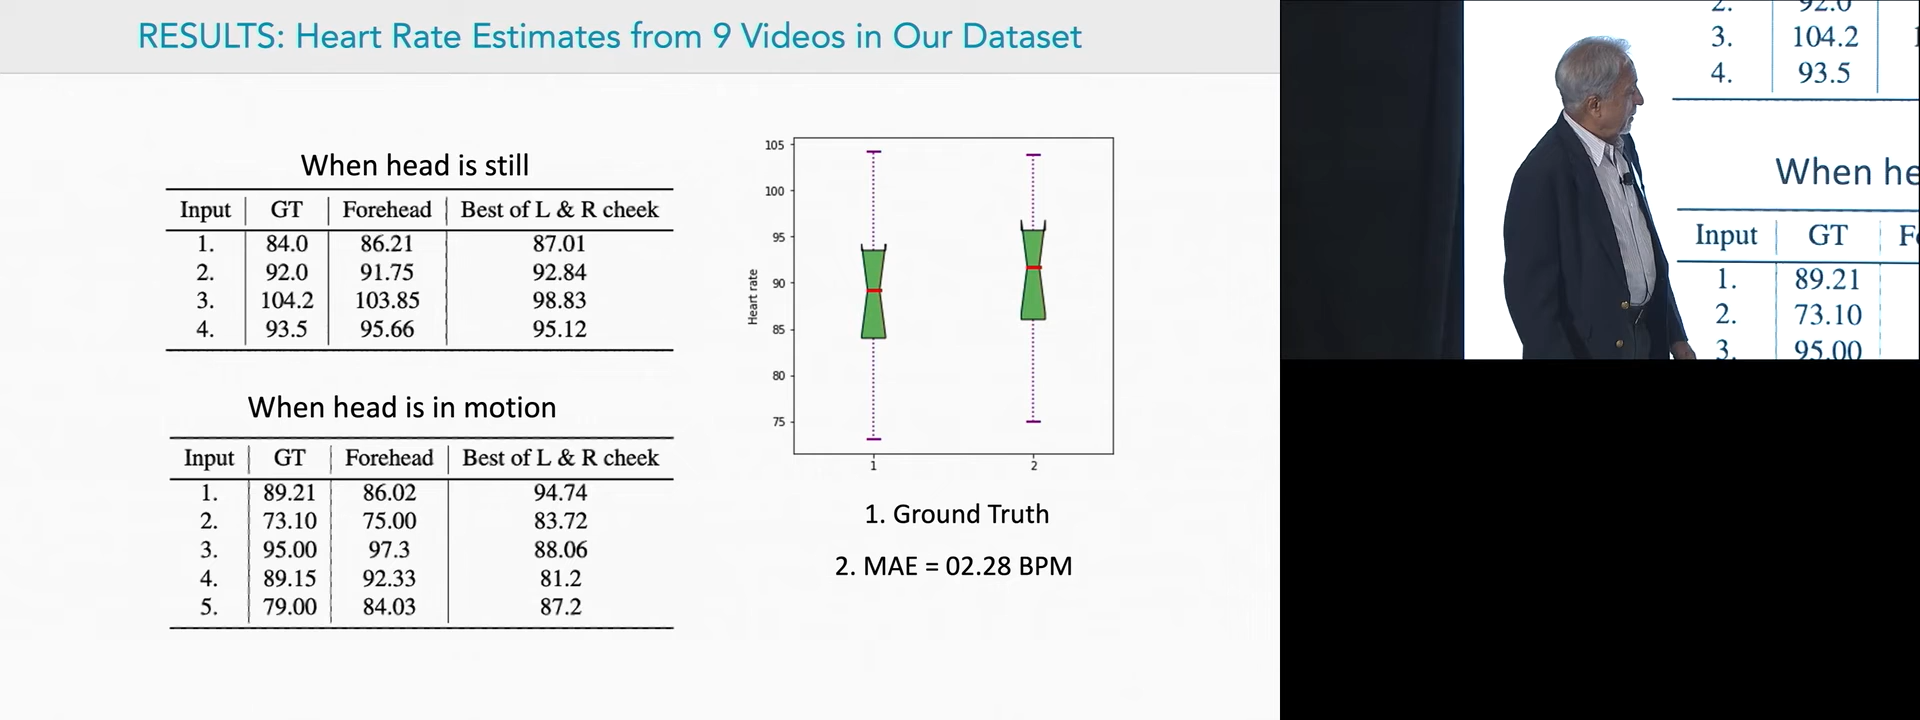 RESULTS: Heart Rate Estimates from 9 Videos in Our Dataset
When head is still
Input GT Forehead Best of L & R cheek
1. 84.0 86.21 87.01
2. 92.0 91.75 92.84
3. 104.2 103.85 98.83
4. 93.5 95.66 95.12
When head is in motion
Input GT Forehead Best of L & R cheek
1. 89.21 86.02 94.74
2. 73.10 75.00 83.72
3. 95.00 97.3 88.06
4. 89.15 92.33 81.2
5. 79.00 84.03 87.2
Heart rate
105
100
95
90
85
80
75
1 2
1. Ground Truth
2. MAE = 02.28 BPM
2. 92.0
3. 104.2
4. 93.5
When he
Input GT
1. 89.21
2. 73.10
3. 95.00